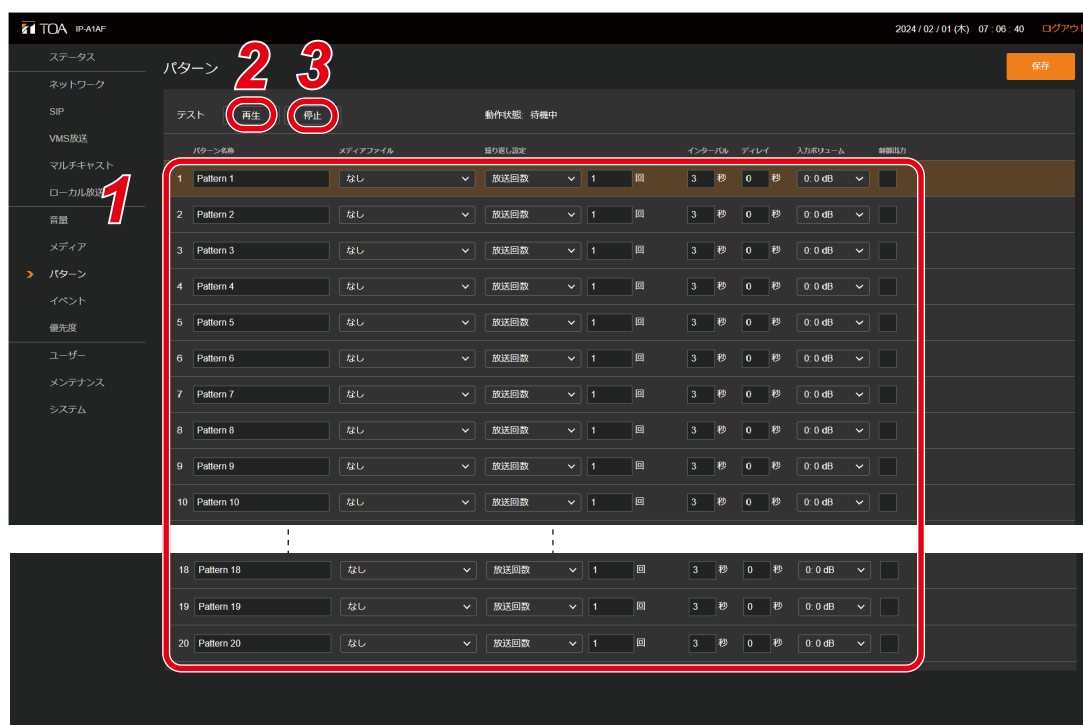 TOA IP-A1AF 2024 / 02 / 01 (木) 07 : 06 : 40 ログアウト
ステータス
ネットワーク
SIP
VMS放送
マルチキャスト
ローカル放送
音量
メディア
パターン
イベント
優先度
ユーザー
メンテナンス
システム
パターン 2 3 保存
テスト 再生 停止 動作状態: 待機中
パターン名称 メディアファイル 繰り返し設定 インターバル ディレイ 入力ボリューム 制御出力
1
1 Pattern 1 なし 放送回数 1 回 3 秒 0 秒 0: 0 dB
2 Pattern 2 なし 放送回数 1 回 3 秒 0 秒 0: 0 dB
3 Pattern 3 なし 放送回数 1 回 3 秒 0 秒 0: 0 dB
4 Pattern 4 なし 放送回数 1 回 3 秒 0 秒 0: 0 dB
5 Pattern 5 なし 放送回数 1 回 3 秒 0 秒 0: 0 dB
6 Pattern 6 なし 放送回数 1 回 3 秒 0 秒 0: 0 dB
7 Pattern 7 なし 放送回数 1 回 3 秒 0 秒 0: 0 dB
8 Pattern 8 なし 放送回数 1 回 3 秒 0 秒 0: 0 dB
9 Pattern 9 なし 放送回数 1 回 3 秒 0 秒 0: 0 dB
10 Pattern 10 なし 放送回数 1 回 3 秒 0 秒 0: 0 dB
18 Pattern 18 なし 放送回数 1 回 3 秒 0 秒 0: 0 dB
19 Pattern 19 なし 放送回数 1 回 3 秒 0 秒 0: 0 dB
20 Pattern 20 なし 放送回数 1 回 3 秒 0 秒 0: 0 dB